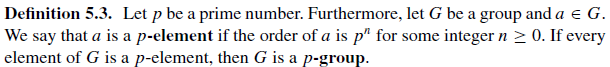 Definition 5.3. Let p be a prime number. Furthermore, let G be a group and a ∈ G.
We say that a is a p-element if the order of a is pⁿ for some integer n ≥ 0. If every
element of G is a p-element, then G is a p-group.